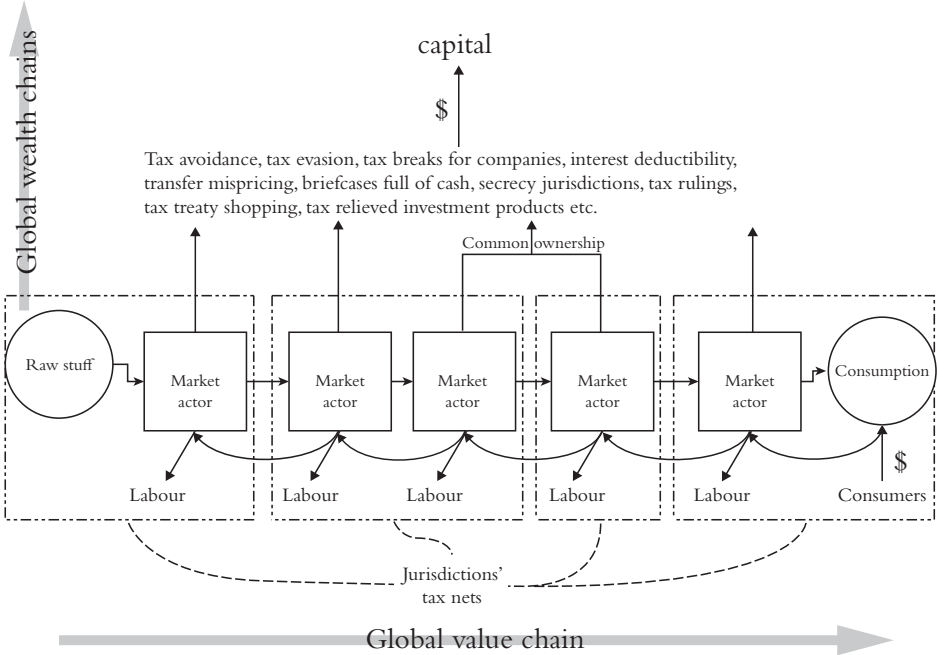 capital
$
Global wealth chains
Tax avoidance, tax evasion, tax breaks for companies, interest deductibility,
transfer mispricing, briefcases full of cash, secrecy jurisdictions, tax rulings,
tax treaty shopping, tax relieved investment products etc.
Common ownership
Raw stuff
Market
actor
Market
actor
Market
actor
Market
actor
Market
actor
Consumption
$
Labour
Labour
Labour
Labour
Labour
Consumers
Jurisdictions’
tax nets
Global value chain